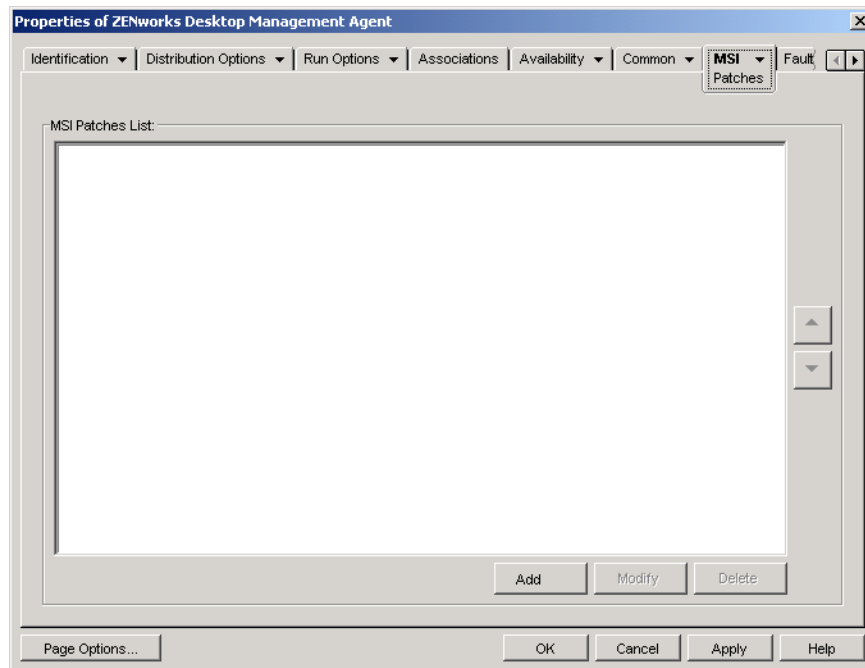 Properties of ZENworks Desktop Management Agent
Identification Distribution Options Run Options Associations Availability Common MSI Fault
Patches
MSI Patches List:
Add Modify Delete
Page Options... OK Cancel Apply Help